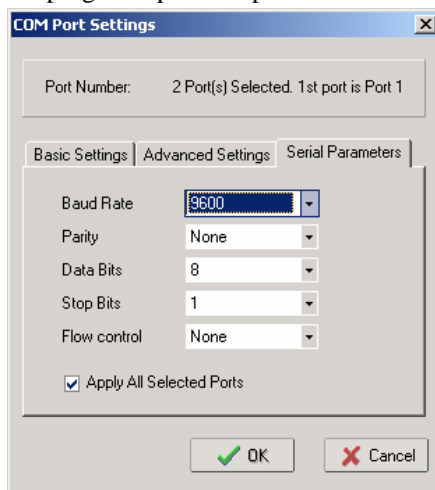 COM Port Settings
Port Number: 2 Port(s) Selected. 1st port is Port 1
Basic Settings Advanced Settings Serial Parameters
Baud Rate 9600
Parity None
Data Bits 8
Stop Bits 1
Flow control None
Apply All Selected Ports
OK Cancel